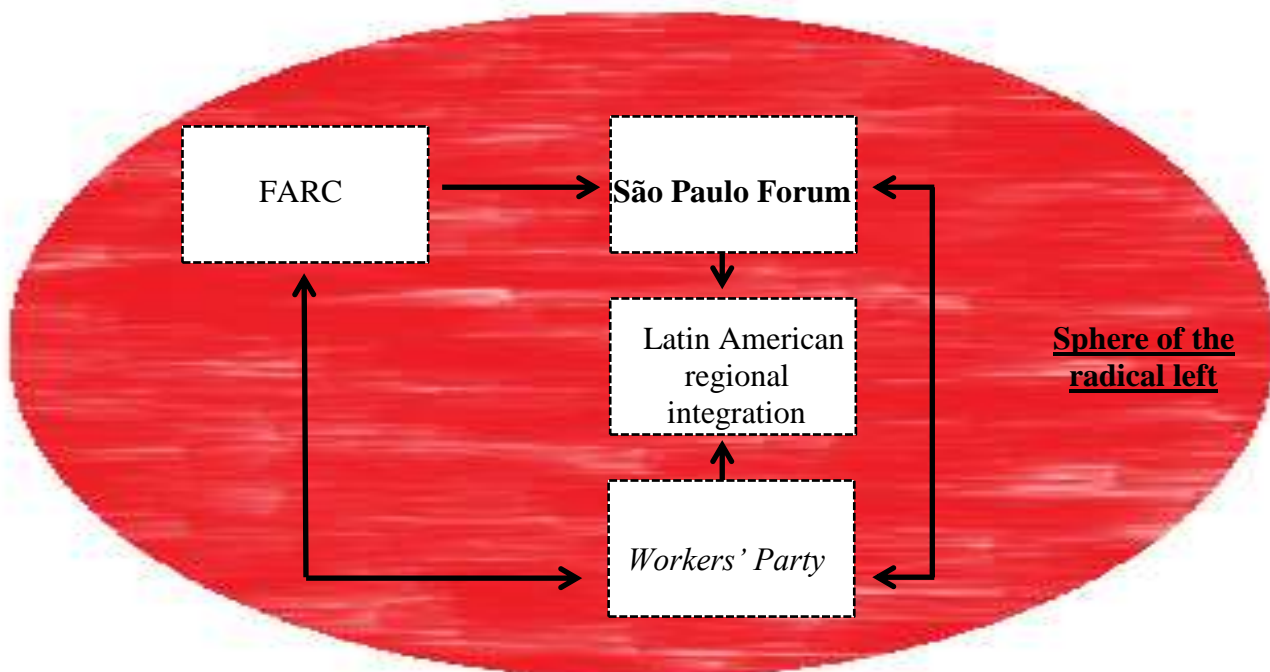 FARC
São Paulo Forum
Latin American
regional
integration
Sphere of the
radical left
Workers’ Party